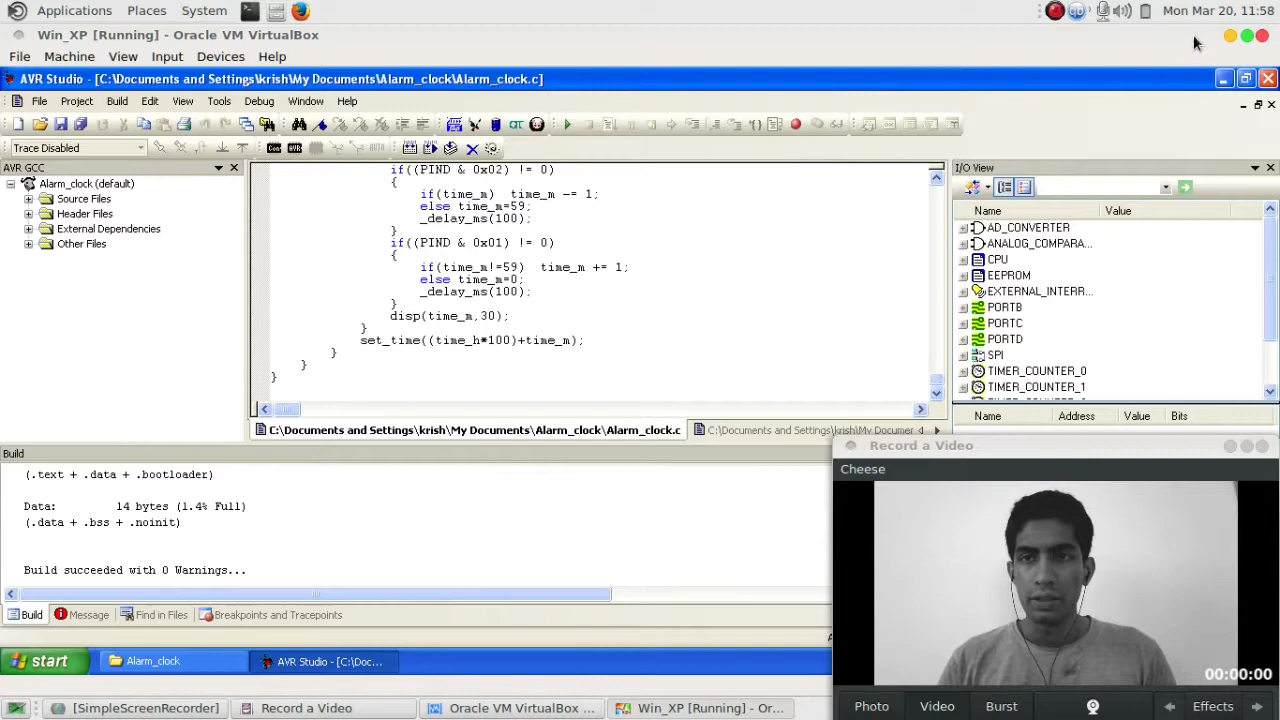 Applications Places System Mon Mar 20, 11:58
Win_XP [Running] - Oracle VM VirtualBox
File Machine View Input Devices Help
AVR Studio - [C:\Documents and Settings\krish\My Documents\Alarm_clock\Alarm_clock.c]
File Project Build Edit View Tools Debug Window Help
Trace Disabled
AVR GCC
Alarm_clock (default)
Source Files
Header Files
External Dependencies
Other Files
if((PIND & 0x02) != 0)
{
if(time_m) time_m -= 1;
else time_m=59;
_delay_ms(100);
}
if((PIND & 0x01) != 0)
{
if(time_m!=59) time_m += 1;
else time_m=0;
_delay_ms(100);
}
disp(time_m,30);
}
set_time((time_h*100)+time_m);
}
}
}
C:\Documents and Settings\krish\My Documents\Alarm_clock\Alarm_clock.c C:\Documents and Settings\krish\My Documer
I/O View
Name Value
AD_CONVERTER
ANALOG_COMPARA...
CPU
EEPROM
EXTERNAL_INTERR...
PORTB
PORTC
PORTD
SPI
TIMER_COUNTER_0
TIMER_COUNTER_1
Name Address Value Bits
Build
(.text + .data + .bootloader)
Data: 14 bytes (1.4% Full)
(.data + .bss + .noinit)
Build succeeded with 0 Warnings...
Build Message Find in Files Breakpoints and Tracepoints
Record a Video
Cheese
00:00:00
Photo Video Burst Effects
start Alarm_clock AVR Studio - [C:\Doc...
[SimpleScreenRecorder] Record a Video Oracle VM VirtualBox ... Win_XP [Running] - Or...